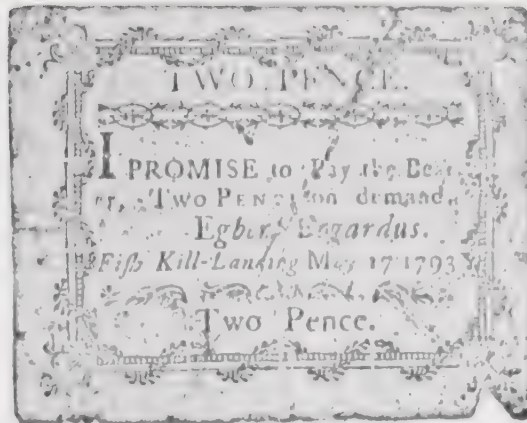 TWO PENCE.
I PROMISE to Pay the Bear-
er, Two PENCE on demand.
Egbert Bogardus.
Fish Kill-Landing May 17 1793
Two Pence.